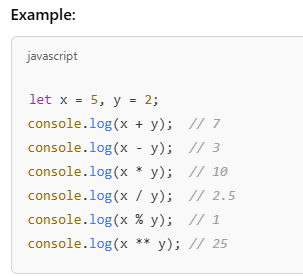 Example:
javascript
let x = 5, y = 2;
console.log(x + y);  // 7
console.log(x - y);  // 3
console.log(x * y);  // 10
console.log(x / y);  // 2.5
console.log(x % y);  // 1
console.log(x ** y); // 25